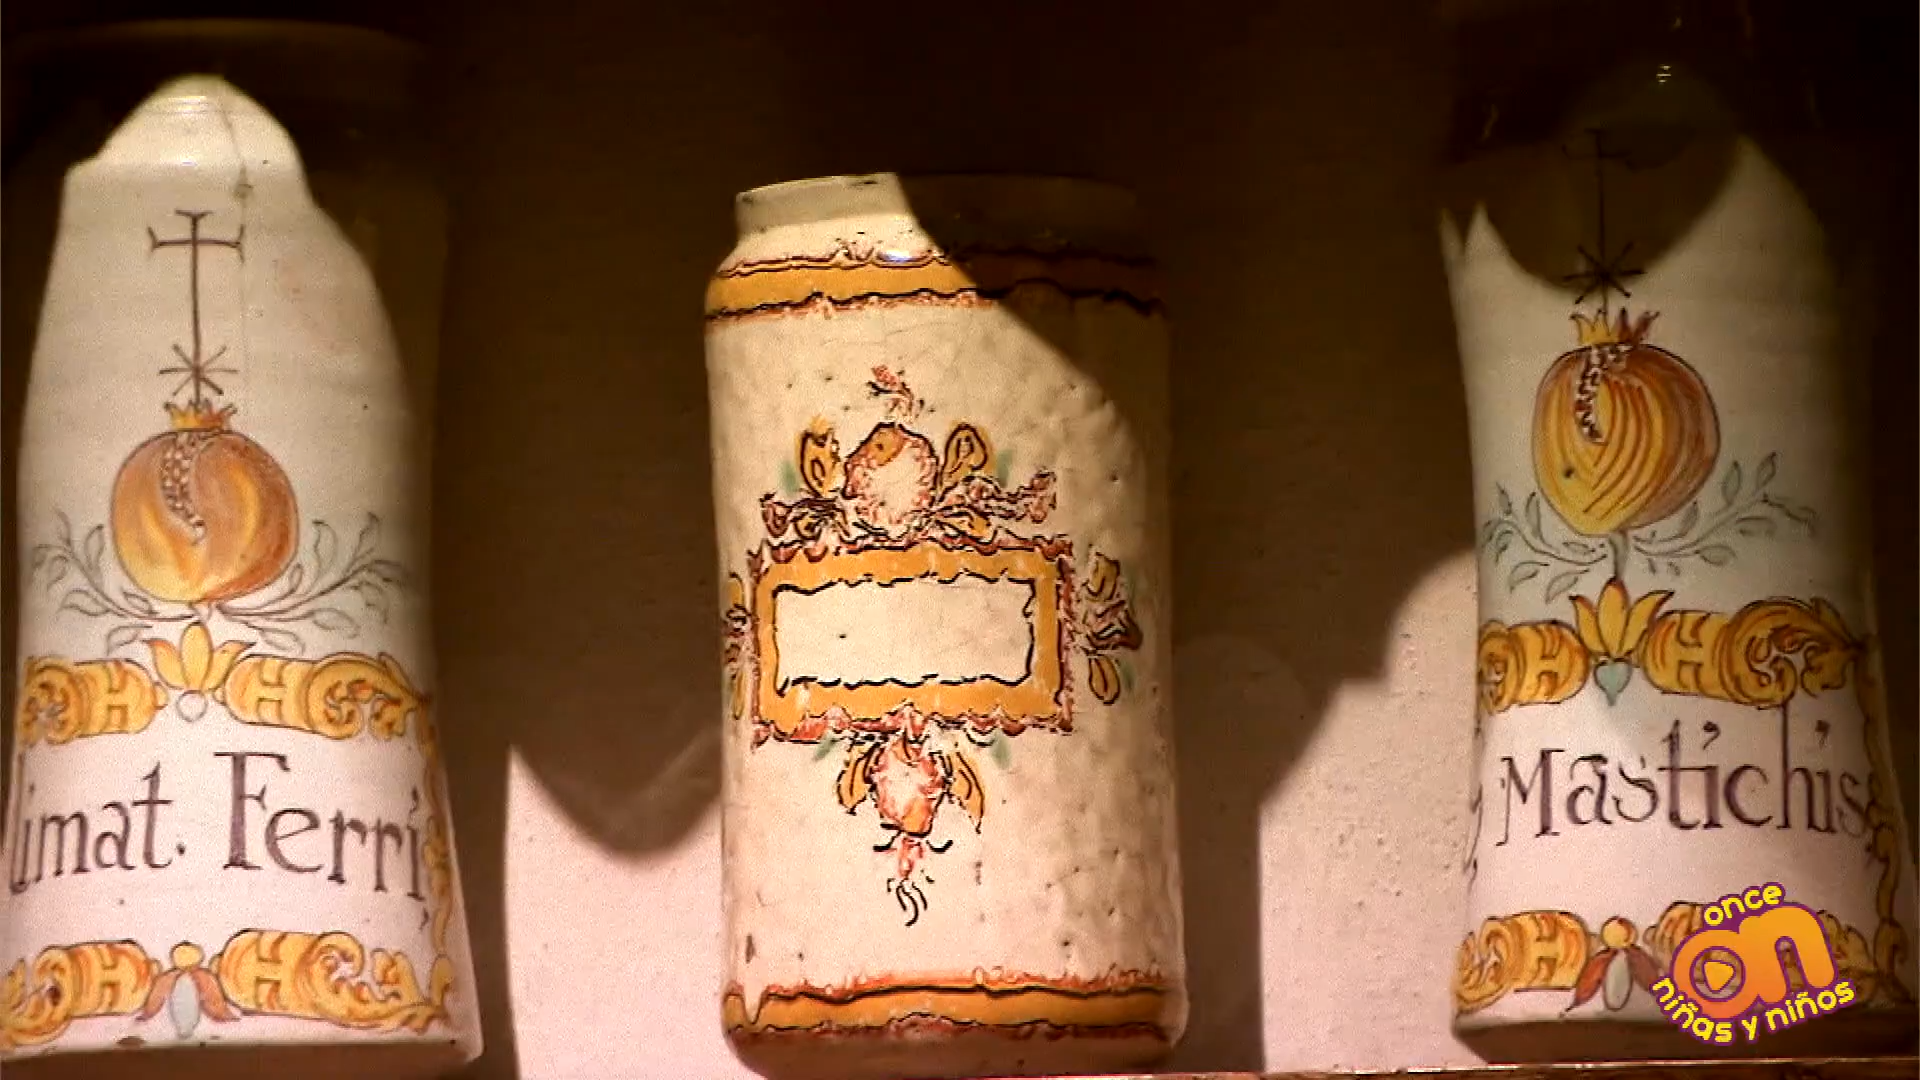 limat. Ferri
Mastichis
H H
H H
H H
H
once
on
niñas y niños